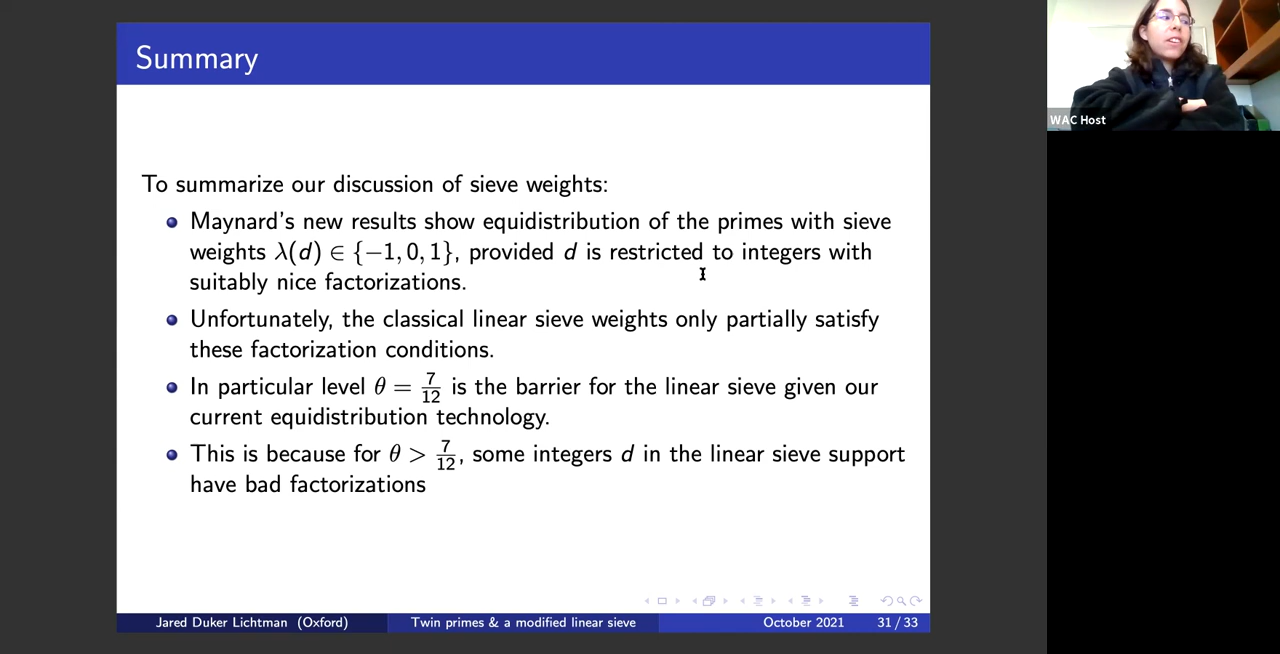 Summary
WAC Host
To summarize our discussion of sieve weights:
Maynard's new results show equidistribution of the primes with sieve
weights λ(d) ∈ {−1, 0, 1}, provided d is restricted to integers with
suitably nice factorizations.
Unfortunately, the classical linear sieve weights only partially satisfy
these factorization conditions.
In particular level θ = 7/12 is the barrier for the linear sieve given our
current equidistribution technology.
This is because for θ > 7/12, some integers d in the linear sieve support
have bad factorizations
Jared Duker Lichtman (Oxford) Twin primes & a modified linear sieve October 2021 31 / 33